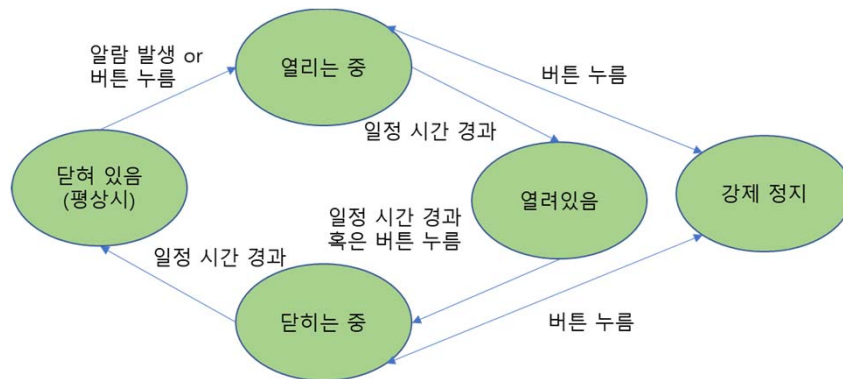 알람 발생 or
버튼 누름
열리는 중
버튼 누름
일정 시간 경과
닫혀 있음
(평상시)
열려있음
강제 정지
일정 시간 경과
혹은 버튼 누름
일정 시간 경과
닫히는 중
버튼 누름